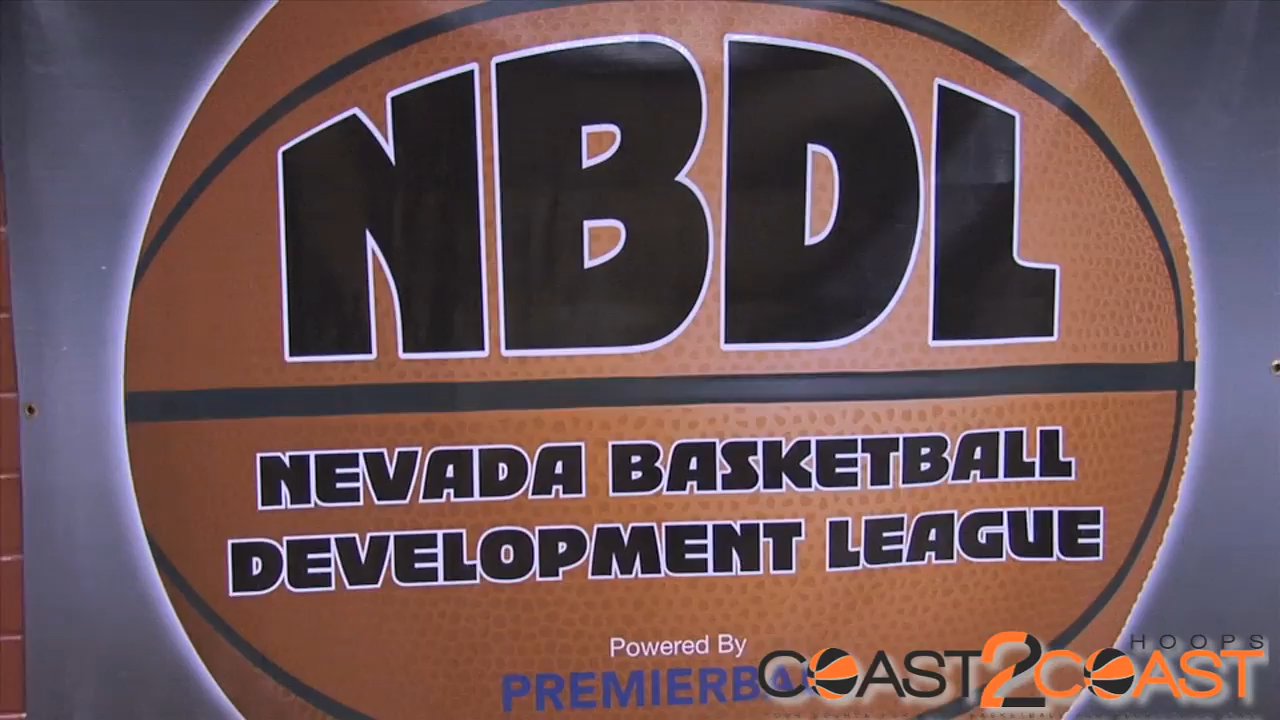 NBDL
NEVADA BASKETBALL
DEVELOPMENT LEAGUE
Powered By
HOOPS
COAST2COAST